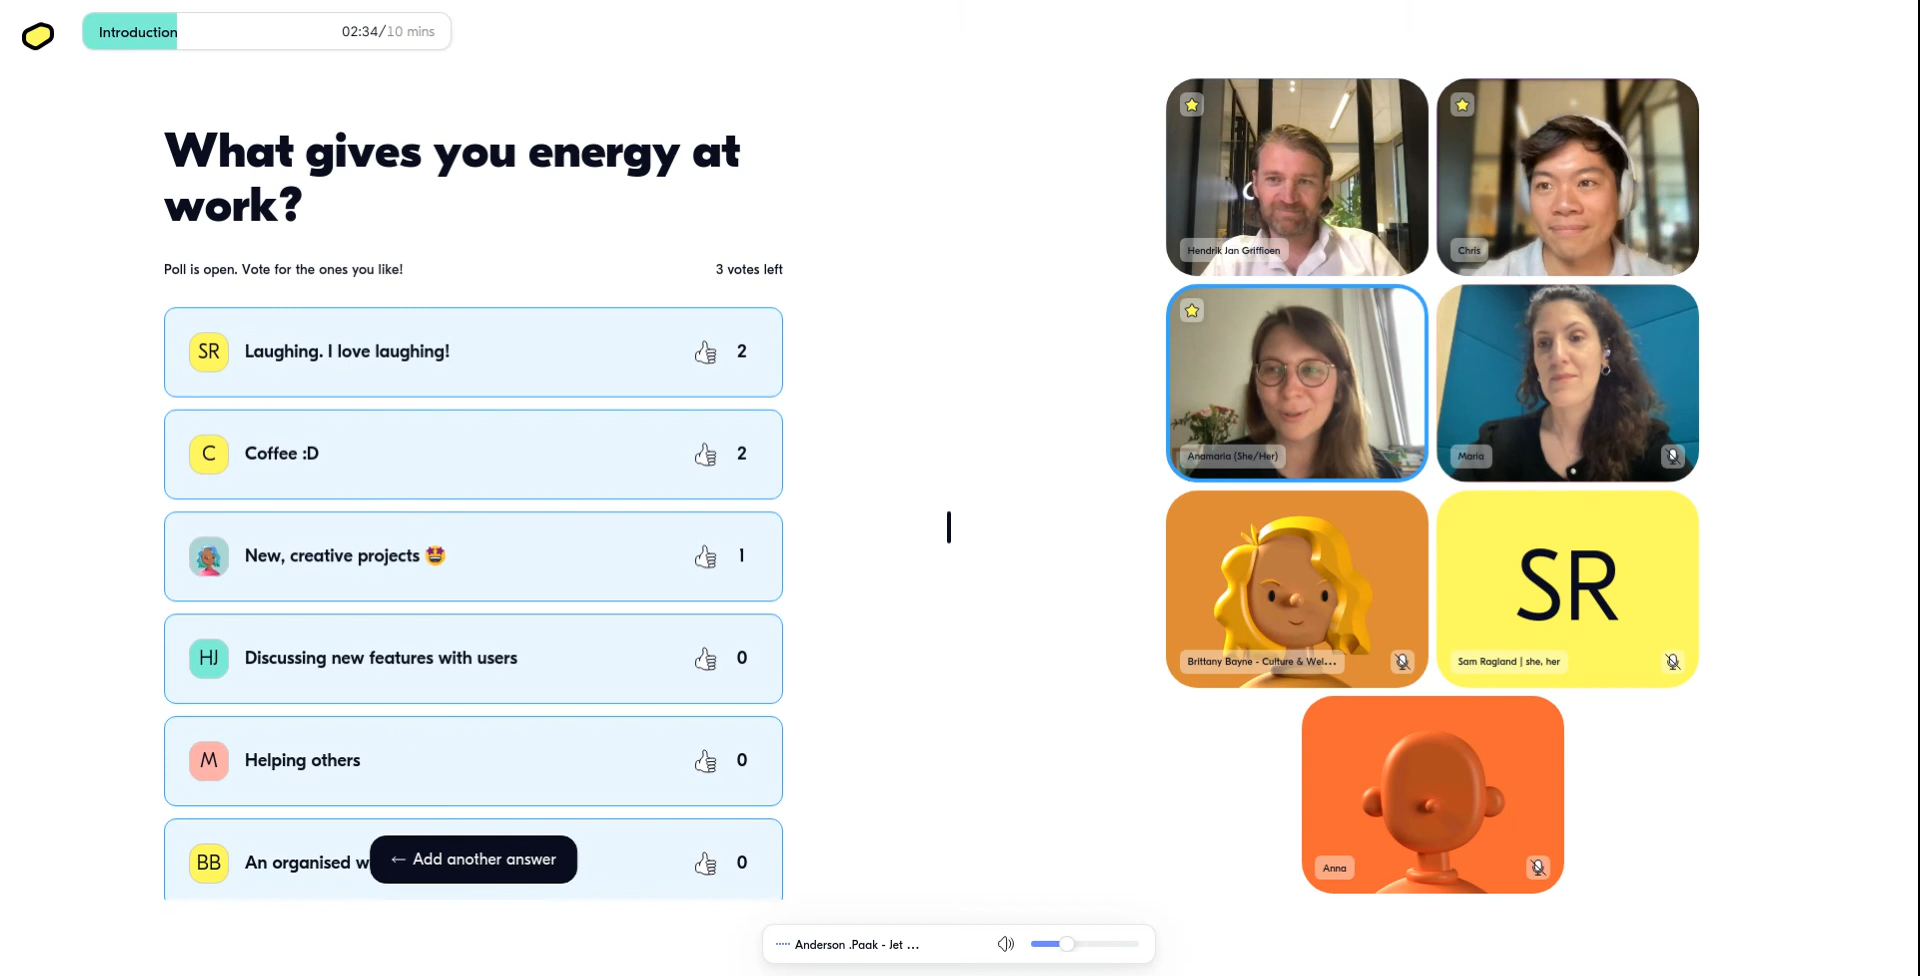 Introduction
02:34/10 mins
What gives you energy at
work?
Poll is open. Vote for the ones you like!
3 votes left
SR
Laughing. I love laughing!
2
C
Coffee :D
2
New, creative projects 🤩
1
HJ
Discussing new features with users
0
M
Helping others
0
BB
An organised w
0
← Add another answer
Hendrik Jan Griffioen
Chris
Anamaria (She/Her)
Maria
Brittany Bayne - Culture & Wel...
SR
Sam Ragland | she, her
Anna
Anderson .Paak - Jet ...